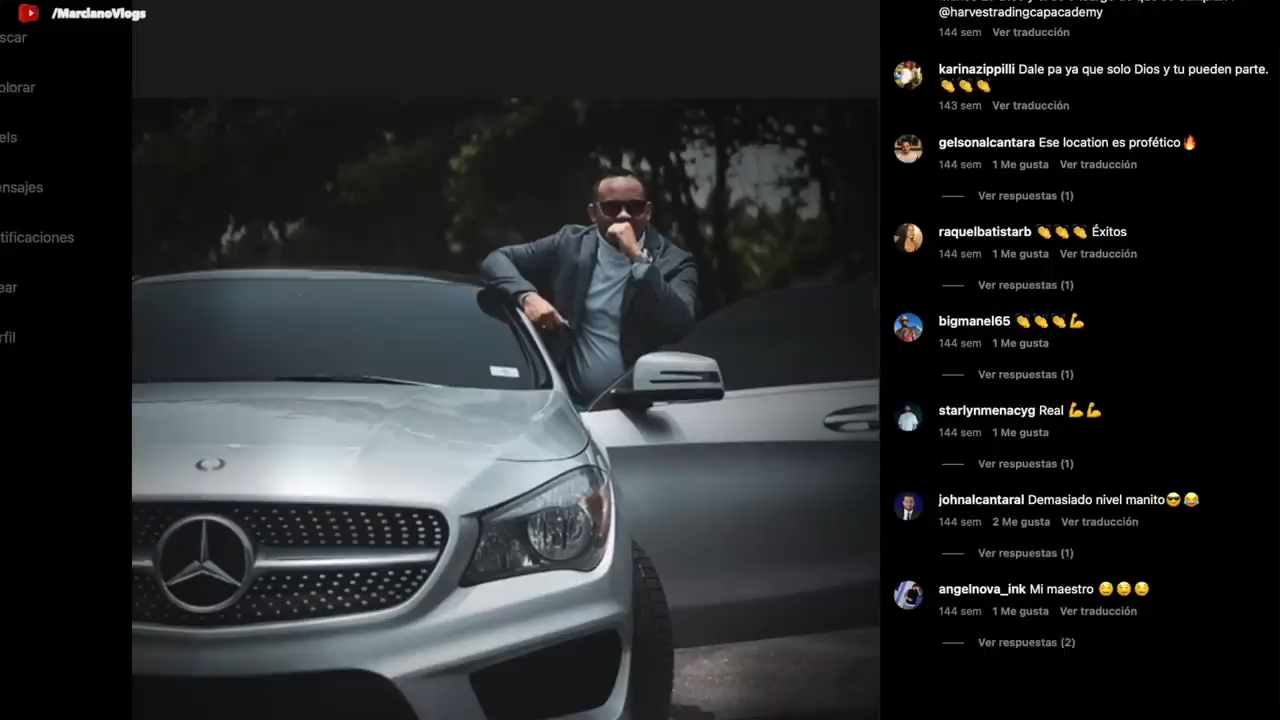 /MarcianoVlogs
@harvestradingcapacademy
144 sem Ver traducción
scar
karinazippilli Dale pa ya que solo Dios y tu pueden parte.
👏👏👏
plorar
143 sem Ver traducción
els
gelsonalcantara Ese location es profético🔥
144 sem 1 Me gusta Ver traducción
ensajes
Ver respuestas (1)
tificaciones
raquelbatistarb 👏👏👏 Éxitos
144 sem 1 Me gusta Ver traducción
ear
Ver respuestas (1)
bigmanel65 👏👏👏💪
rfil
144 sem 1 Me gusta
Ver respuestas (1)
starlynmenacyg Real 💪💪
144 sem 1 Me gusta
Ver respuestas (1)
johnalcantaral Demasiado nivel manito😎😂
144 sem 2 Me gusta Ver traducción
Ver respuestas (1)
angelnova_ink Mi maestro ☺️☺️☺️
144 sem 1 Me gusta Ver traducción
Ver respuestas (2)